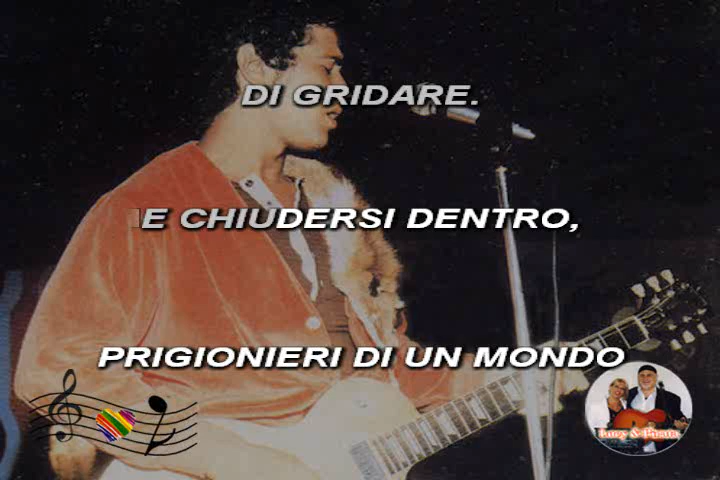 DI GRIDARE.
E CHIUDERSI DENTRO,
PRIGIONIERI DI UN MONDO